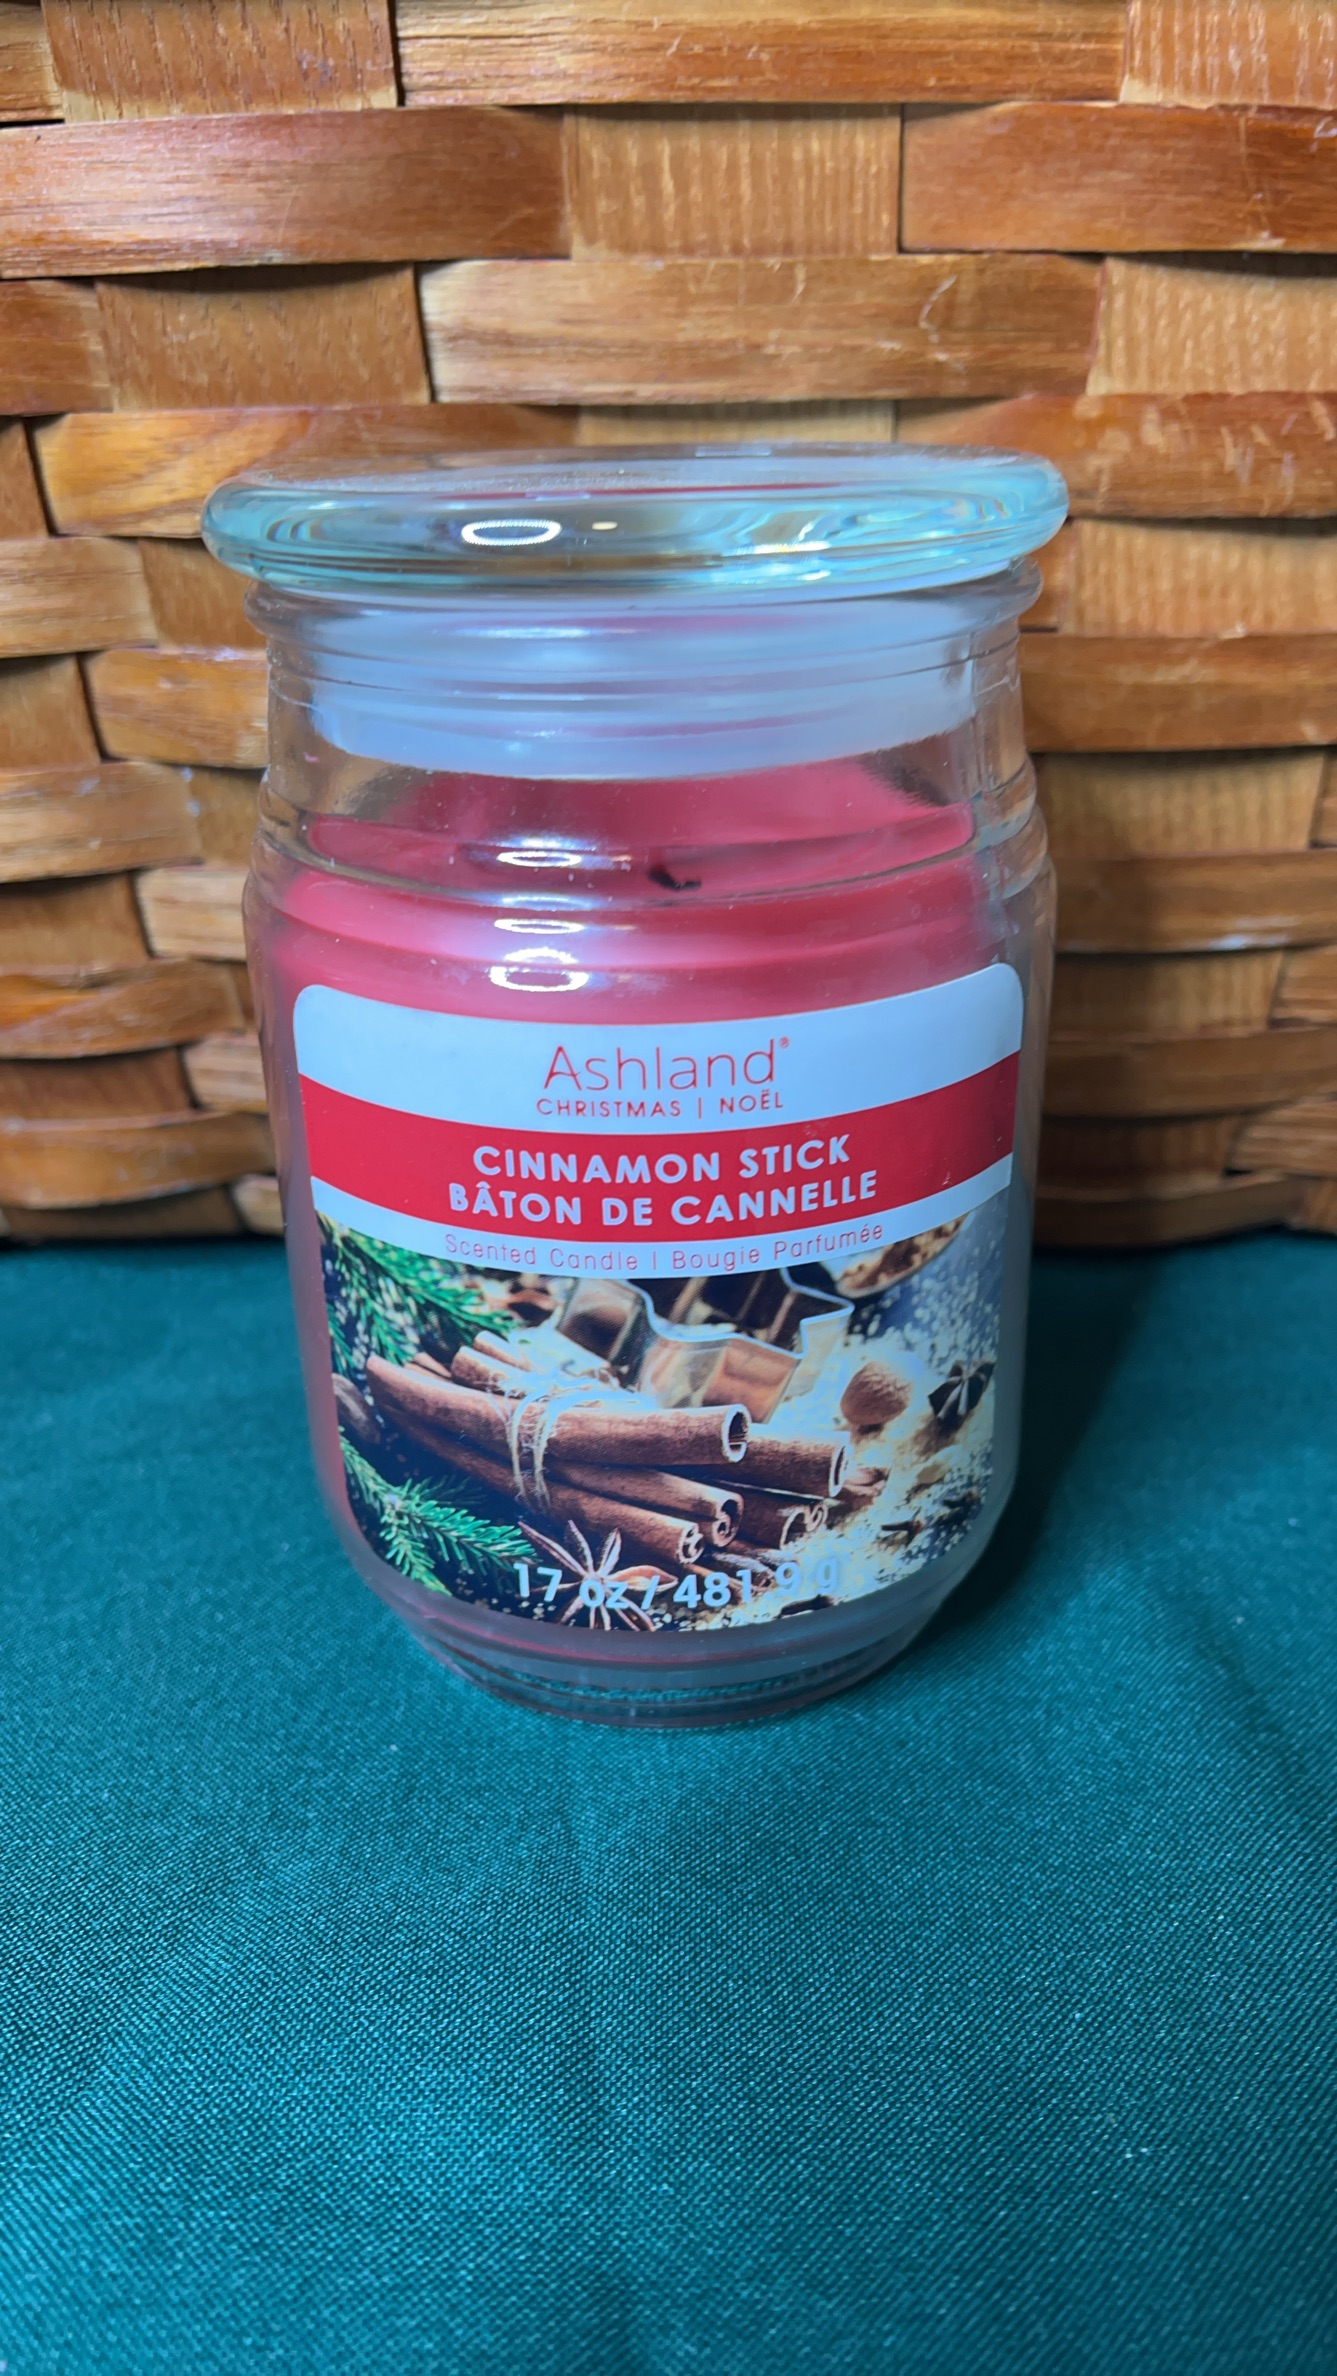 Ashland®
CHRISTMAS | NOËL
CINNAMON STICK
BÂTON DE CANNELLE
Scented Candle | Bougie Parfumée
17 oz / 481.9 g